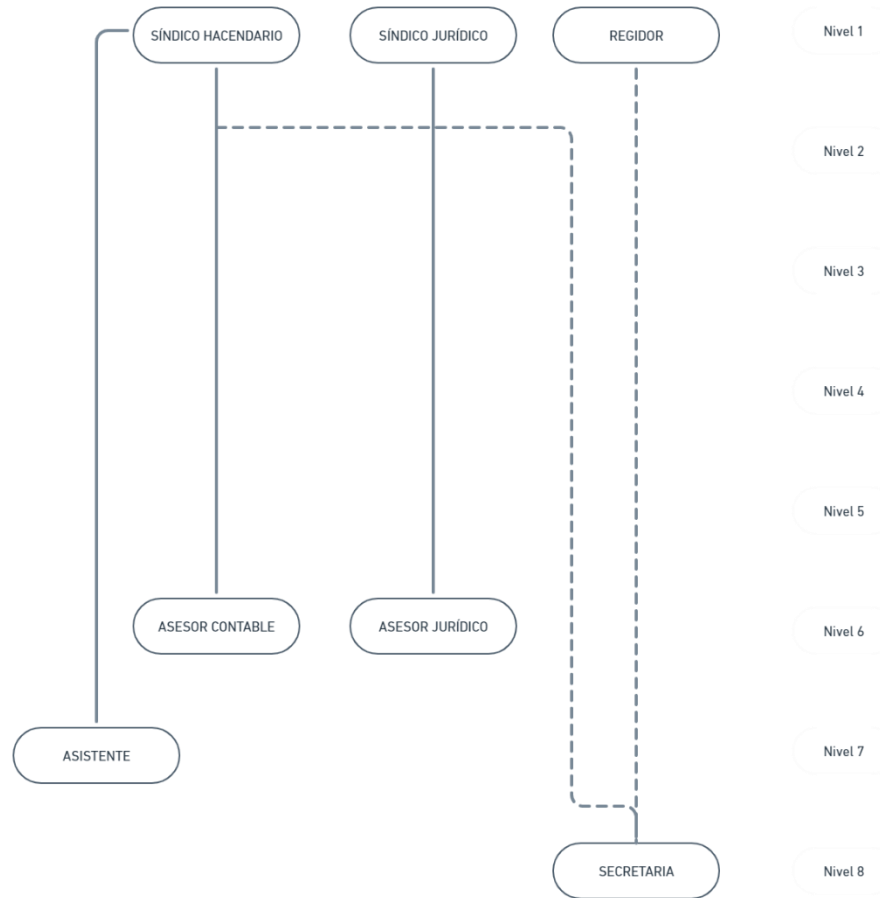 SÍNDICO HACENDARIO
SÍNDICO JURÍDICO
REGIDOR
Nivel 1
Nivel 2
Nivel 3
Nivel 4
Nivel 5
ASESOR CONTABLE
ASESOR JURÍDICO
Nivel 6
ASISTENTE
Nivel 7
SECRETARIA
Nivel 8